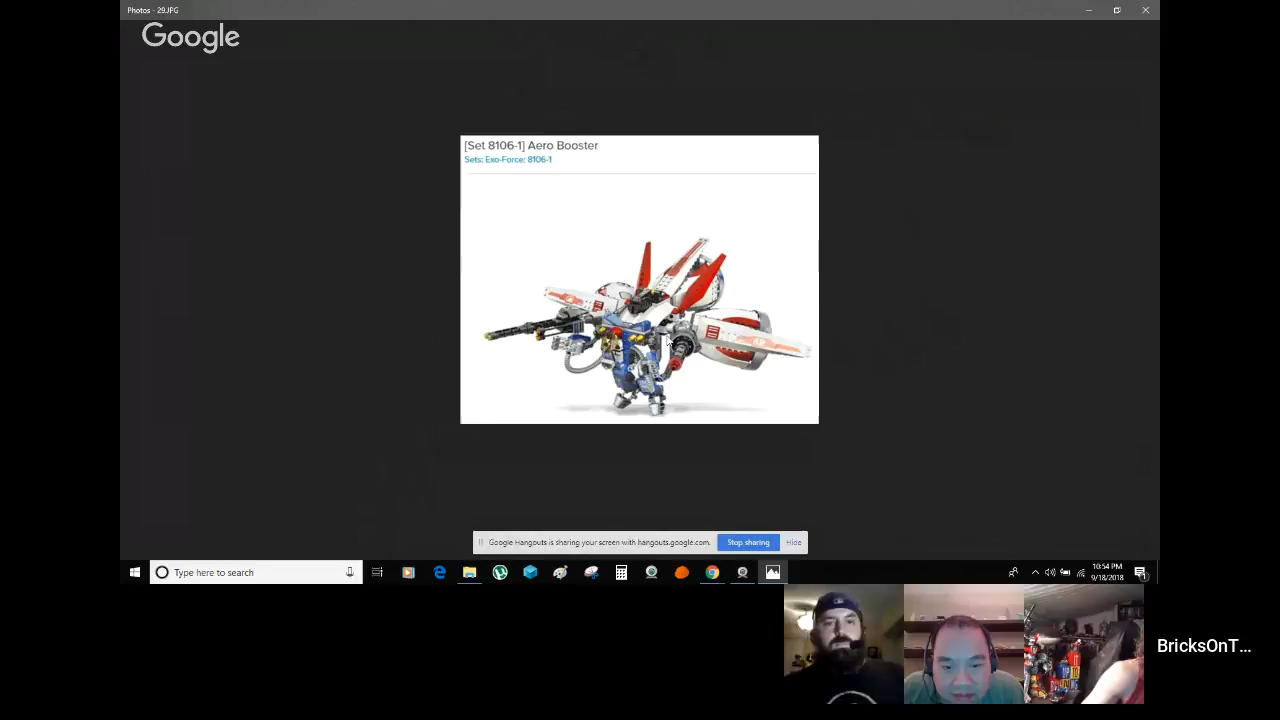 Photos - 29.JPG
Google
[Set 8106-1] Aero Booster
Sets: Exo-Force: 8106-1
Google Hangouts is sharing your screen with hangouts.google.com.
Stop sharing
Hide
Type here to search
10:54 PM
9/18/2018
BricksOnT...